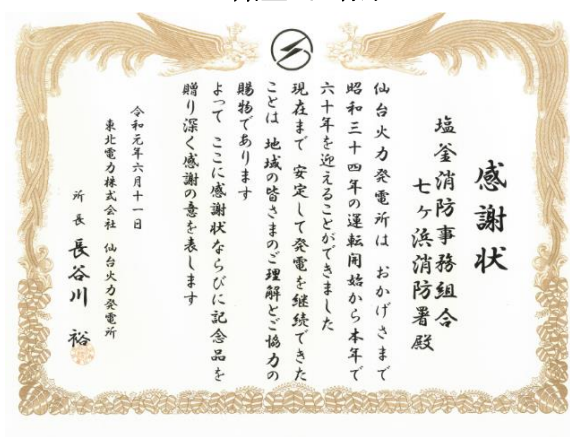 感謝状
塩釜消防事務組合
七ヶ浜消防署殿
仙台火力発電所は おかげさまで
昭和三十四年の運転開始から本年で
六十年を迎えることができました
現在まで 安定して発電を継続できた
ことは 地域の皆さまのご理解とご協力の
賜物であります
よって ここに感謝状ならびに記念品を
贈り深く感謝の意を表します
令和元年六月十一日
東北電力株式会社 仙台火力発電所
所長 長谷川 裕